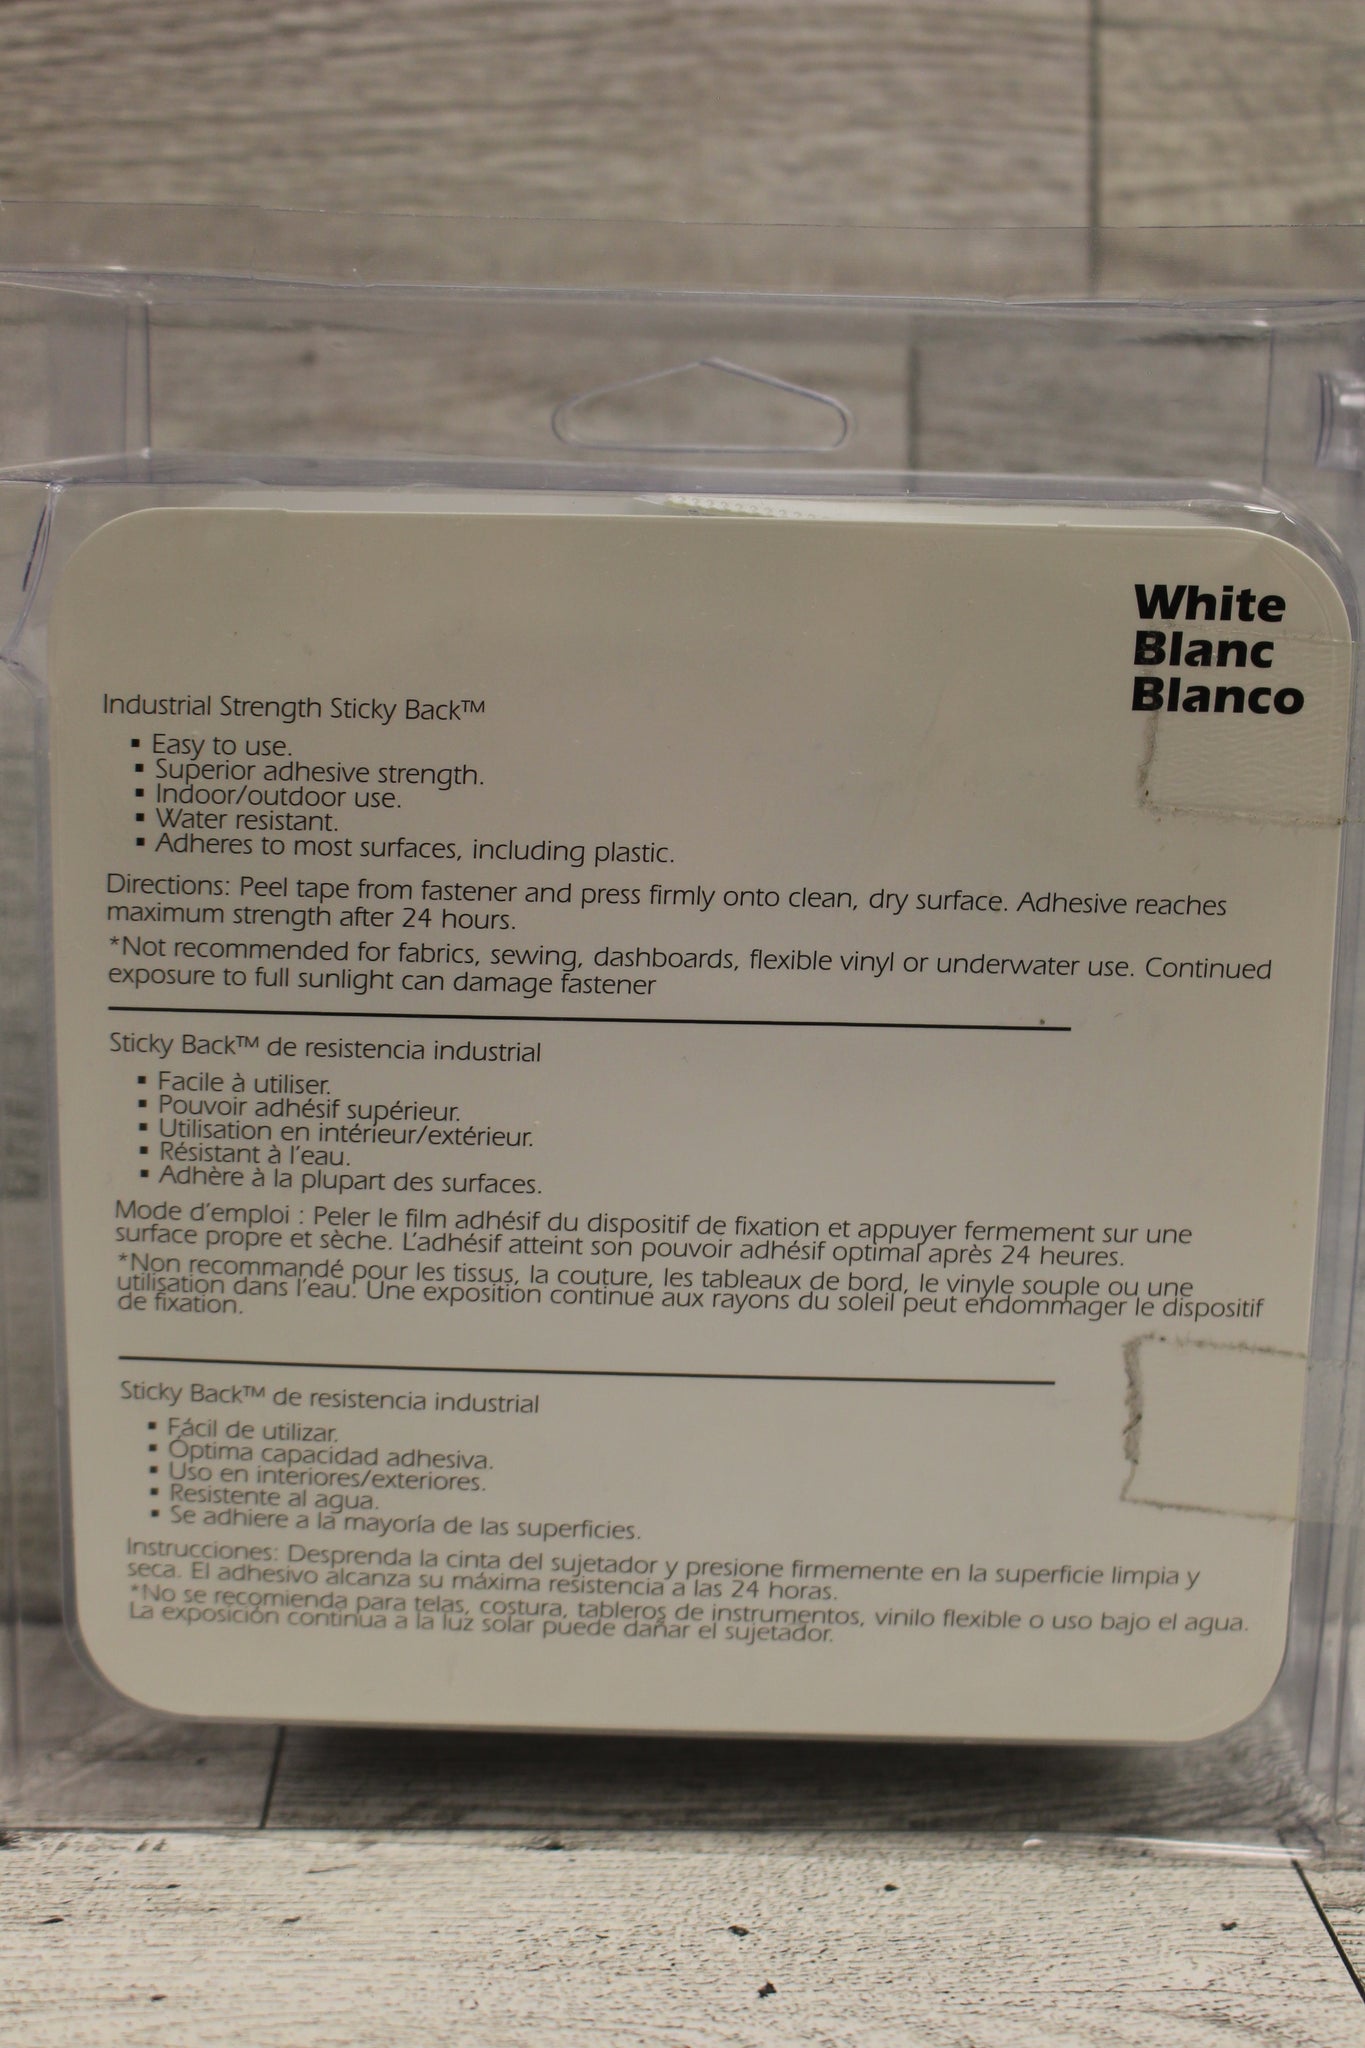 White
Blanc
Blanco
Industrial Strength Sticky Back™
▪ Easy to use.
▪ Superior adhesive strength.
▪ Indoor/outdoor use.
▪ Water resistant.
▪ Adheres to most surfaces, including plastic.
Directions: Peel tape from fastener and press firmly onto clean, dry surface. Adhesive reaches
maximum strength after 24 hours.
*Not recommended for fabrics, sewing, dashboards, flexible vinyl or underwater use. Continued
exposure to full sunlight can damage fastener
Sticky Back™ de resistencia industrial
▪ Facile à utiliser.
▪ Pouvoir adhésif supérieur.
▪ Utilisation en intérieur/extérieur.
▪ Résistant à l'eau.
▪ Adhère à la plupart des surfaces.
Mode d'emploi : Peler le film adhésif du dispositif de fixation et appuyer fermement sur une
surface propre et sèche. L'adhésif atteint son pouvoir adhésif optimal après 24 heures.
*Non recommandé pour les tissus, la couture, les tableaux de bord, le vinyle souple ou une
utilisation dans l'eau. Une exposition continue aux rayons du soleil peut endommager le dispositif
de fixation.
Sticky Back™ de resistencia industrial
▪ Fácil de utilizar.
▪ Óptima capacidad adhesiva.
▪ Uso en interiores/exteriores.
▪ Resistente al agua.
▪ Se adhiere a la mayoría de las superficies.
Instrucciones: Desprenda la cinta del sujetador y presione firmemente en la superficie limpia y
seca. El adhesivo alcanza su máxima resistencia a las 24 horas.
*No se recomienda para telas, costura, tableros de instrumentos, vinilo flexible o uso bajo el agua.
La exposición continua a la luz solar puede dañar el sujetador.